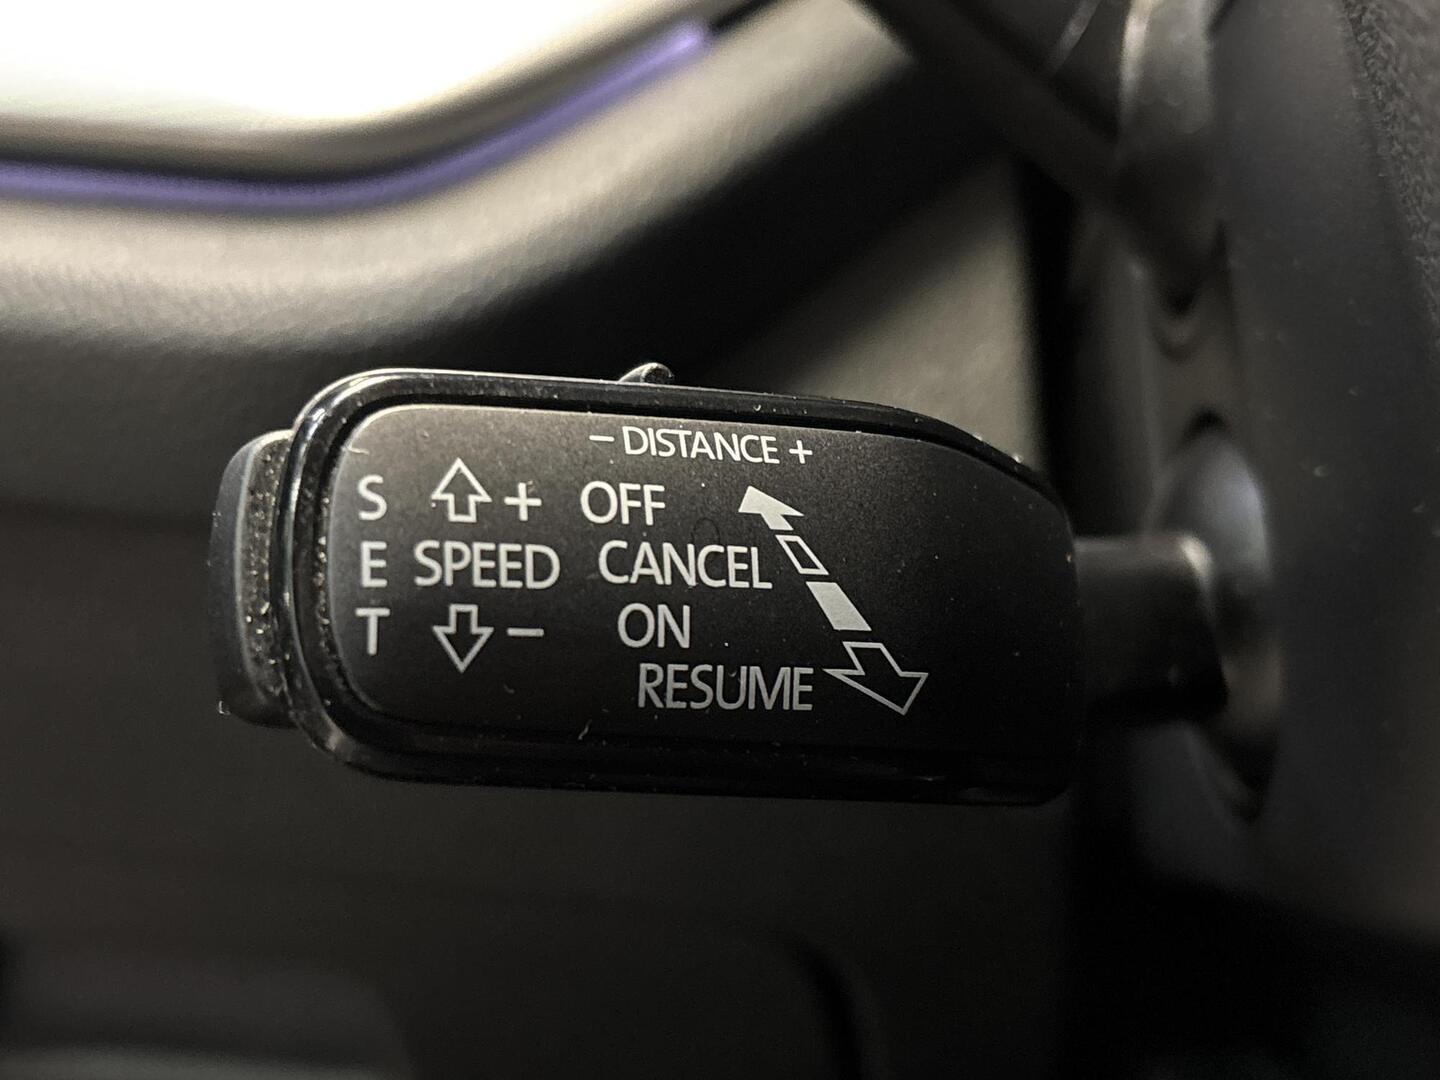 – DISTANCE +
S + OFF
E SPEED CANCEL
T – ON
RESUME